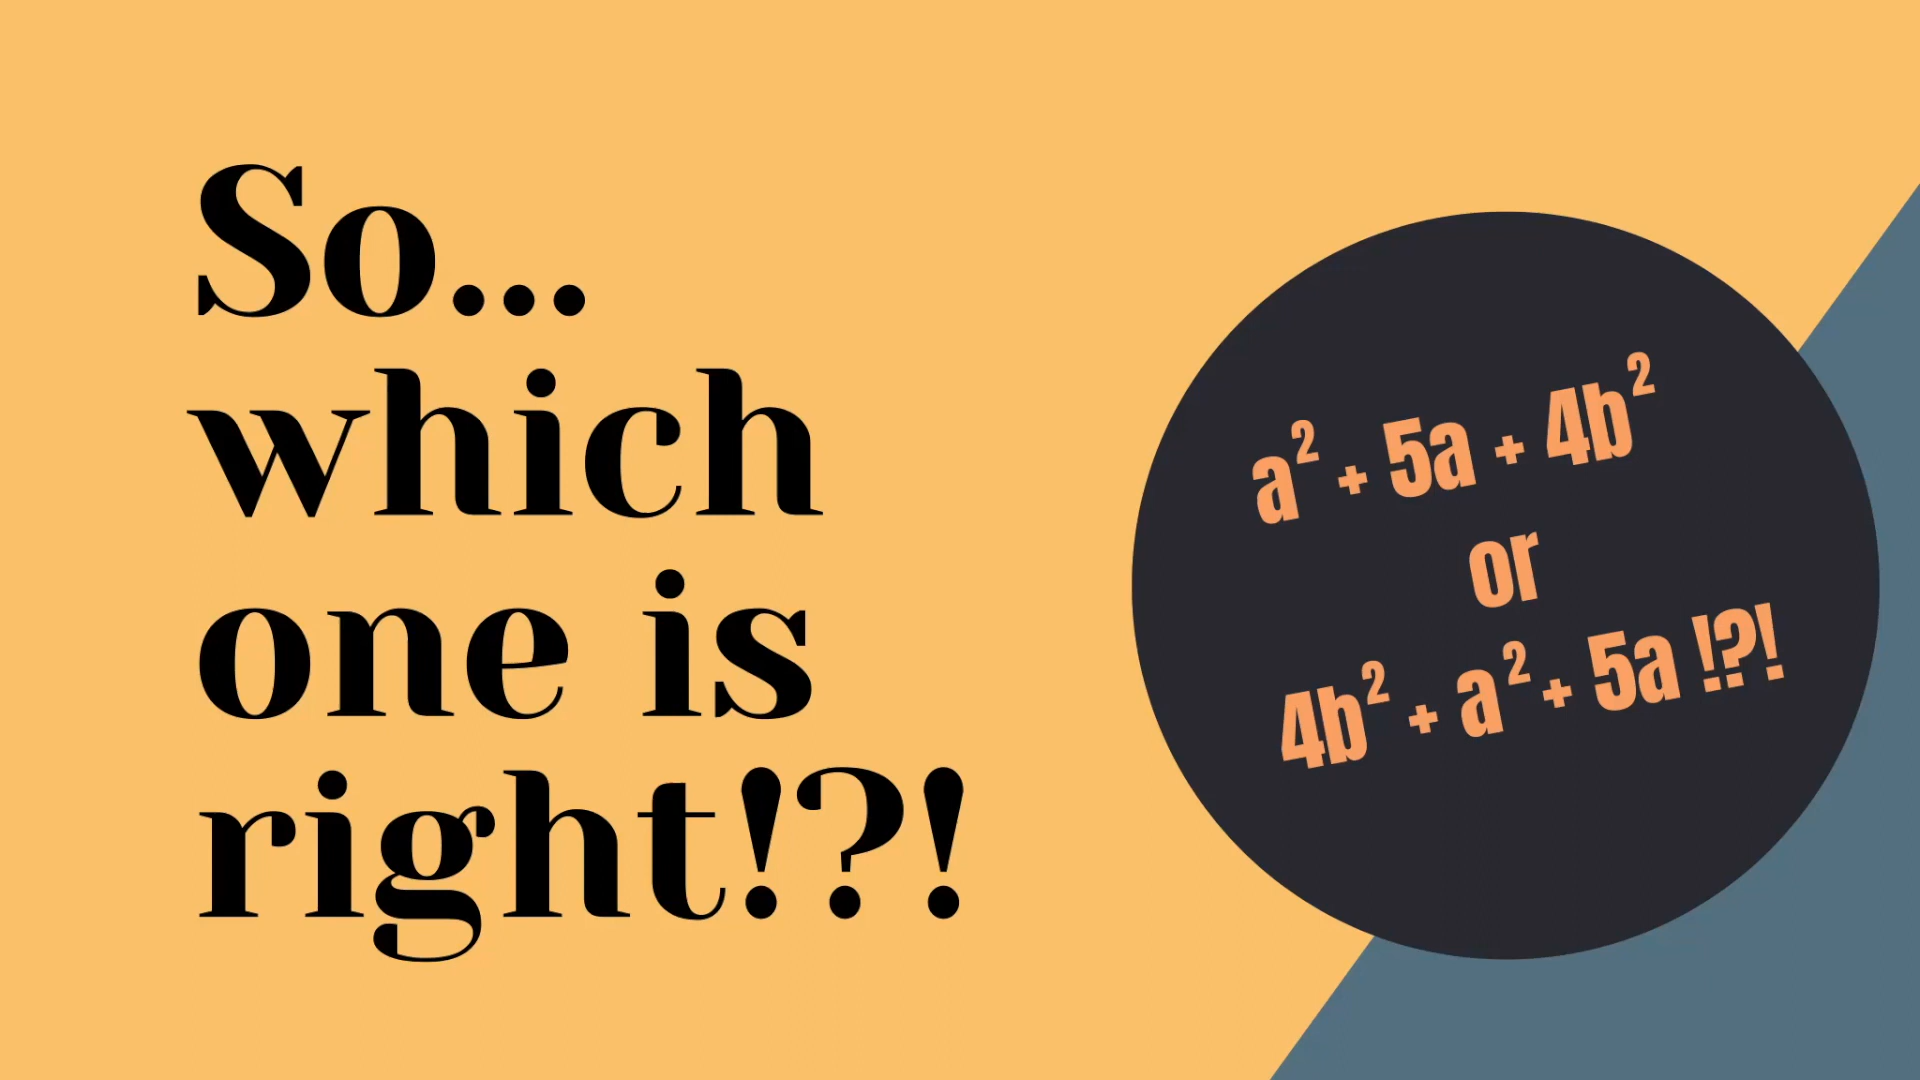 So...
which
one is
right!?!
a² + 5a + 4b²
or
4b² + a² + 5a !?!